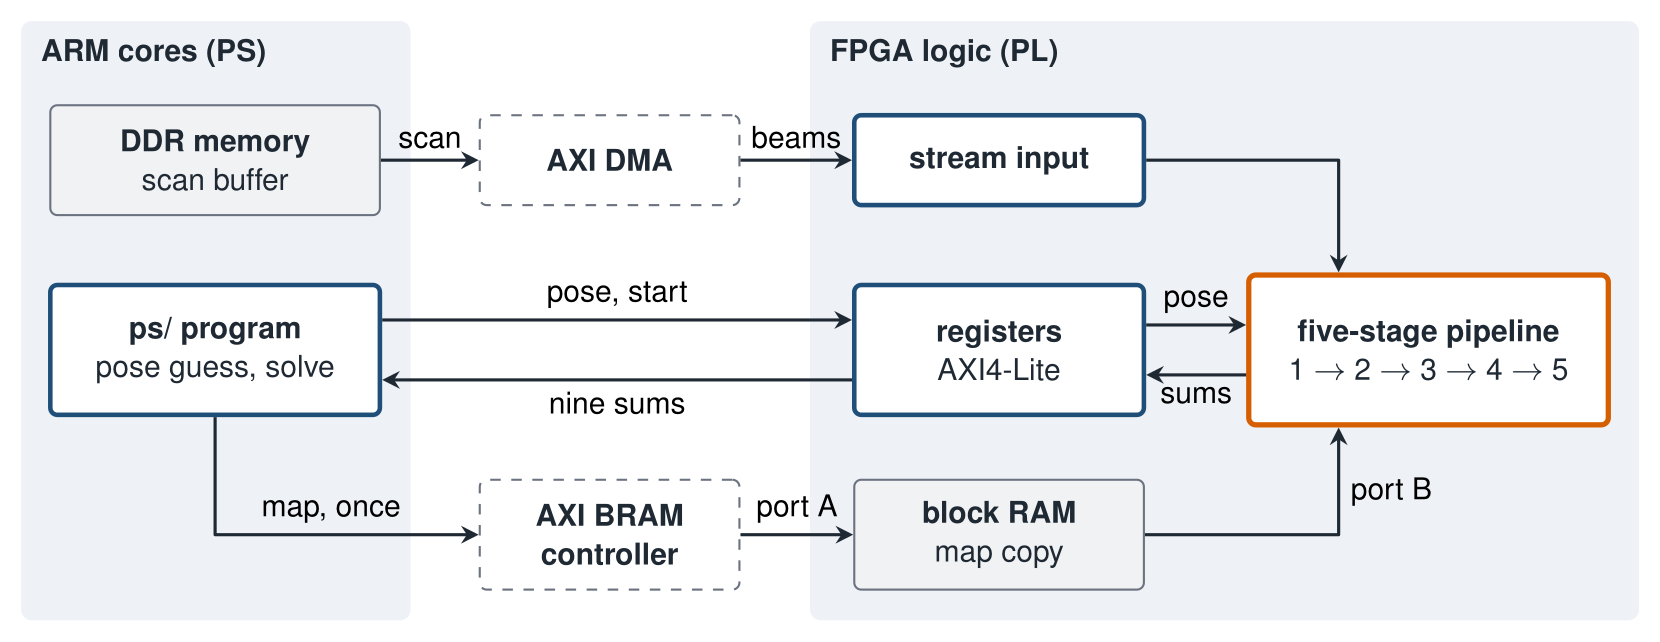 ARM cores (PS)
FPGA logic (PL)
DDR memory
scan buffer
scan
AXI DMA
beams
stream input
ps/ program
pose guess, solve
pose, start
nine sums
registers
AXI4-Lite
pose
sums
five-stage pipeline
1 → 2 → 3 → 4 → 5
map, once
AXI BRAM
controller
port A
block RAM
map copy
port B